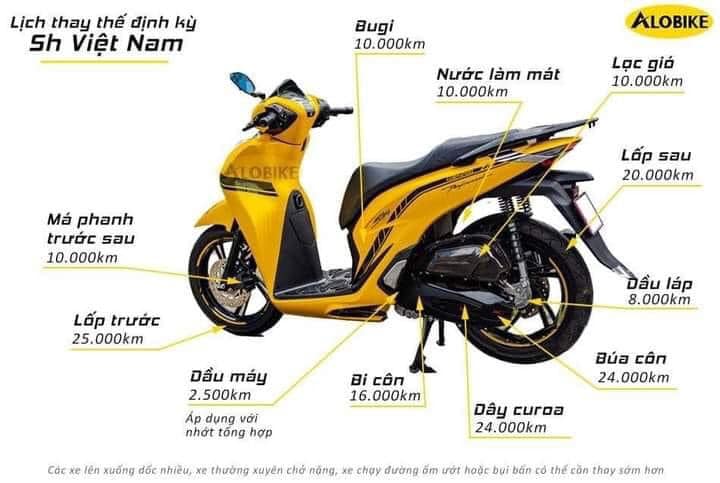 Lịch thay thế định kỳ
Sh Việt Nam
ALOBIKE
Bugi
10.000km
Nước làm mát
10.000km
Lọc gió
10.000km
Lốp sau
20.000km
ALOBIKE
Má phanh
trước sau
10.000km
Dầu láp
8.000km
Lốp trước
25.000km
Búa côn
24.000km
Dầu máy
2.500km
Áp dụng với
nhớt tổng hợp
Bi côn
16.000km
Dây curoa
24.000km
Các xe lên xuống dốc nhiều, xe thường xuyên chở nặng, xe chạy đường ẩm ướt hoặc bụi bẩn có thể cần thay sớm hơn